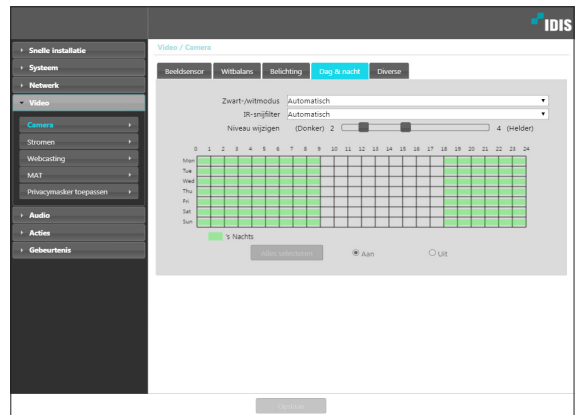 IDIS
Snelle installatie
Systeem
Netwerk
Video
Camera
Stromen
Webcasting
MAT
Privacymasker toepassen
Audio
Acties
Gebeurtenis
Video / Camera
Beeldsensor Witbalans Belichting Dag & nacht Diverse
Zwart-/witmodus Automatisch
IR-snijfilter Automatisch
Niveau wijzigen (Donker) 2 4 (Helder)
0 1 2 3 4 5 6 7 8 9 10 11 12 13 14 15 16 17 18 19 20 21 22 23 24
Mon
Tue
Wed
Thu
Fri
Sat
Sun
's Nachts
Alles selecteren Aan Uit
Opslaan